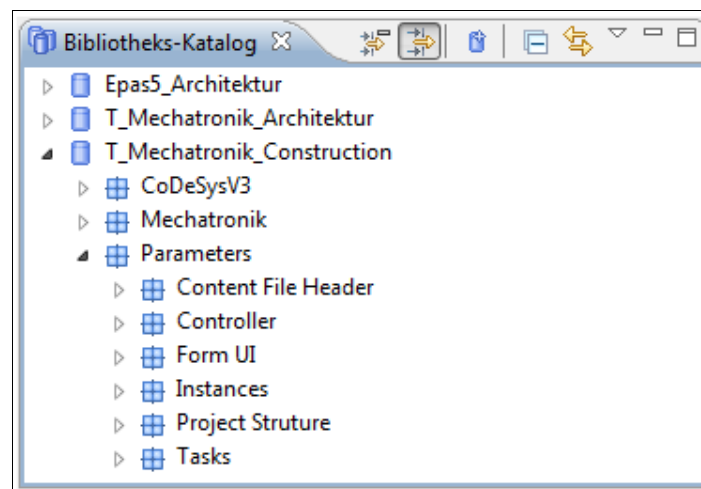 Bibliotheks-Katalog
Epas5_Architektur
T_Mechatronik_Architektur
T_Mechatronik_Construction
CoDeSysV3
Mechatronik
Parameters
Content File Header
Controller
Form UI
Instances
Project Struture
Tasks